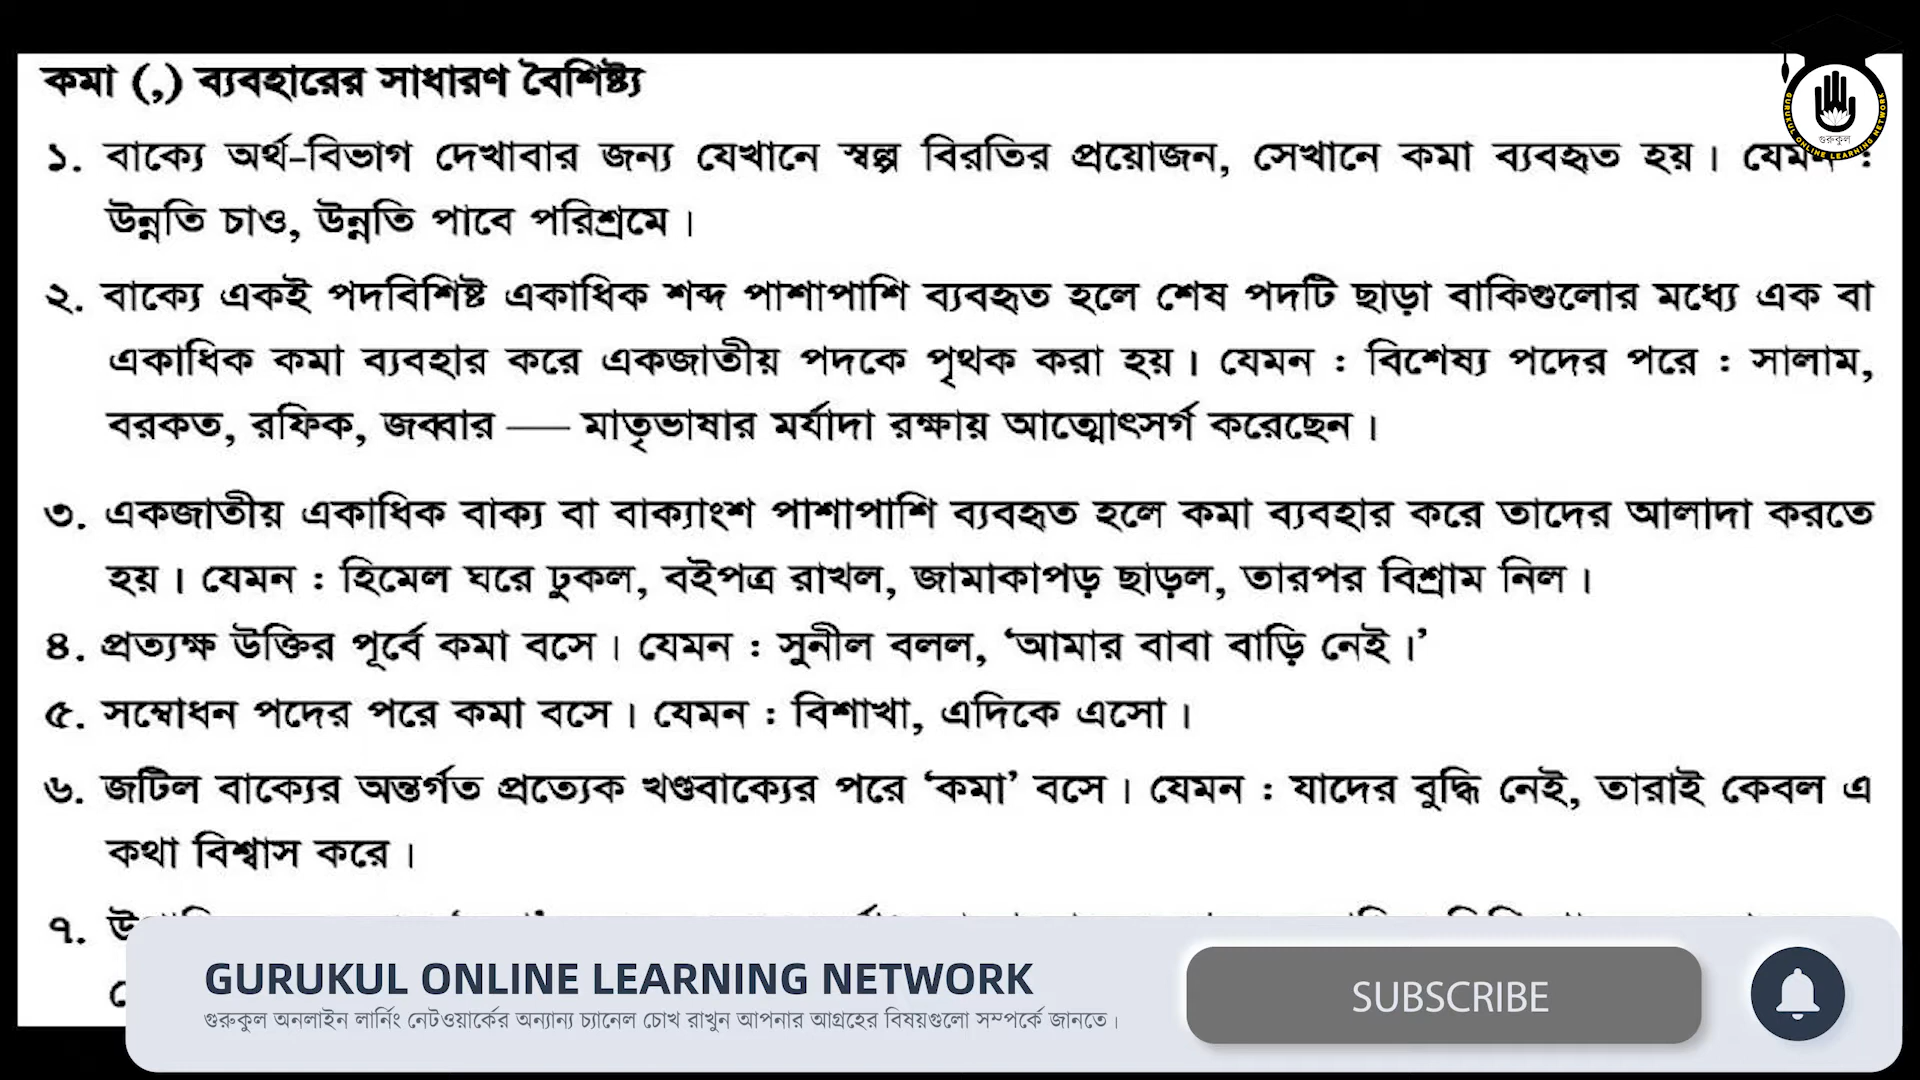 কমা (,) ব্যবহারের সাধারণ বৈশিষ্ট্য
১. বাক্যে অর্থ-বিভাগ দেখাবার জন্য যেখানে স্বল্প বিরতির প্রয়োজন, সেখানে কমা ব্যবহৃত হয়। যেমন :
উন্নতি চাও, উন্নতি পাবে পরিশ্রমে।
২. বাক্যে একই পদবিশিষ্ট একাধিক শব্দ পাশাপাশি ব্যবহৃত হলে শেষ পদটি ছাড়া বাকিগুলোর মধ্যে এক বা
একাধিক কমা ব্যবহার করে একজাতীয় পদকে পৃথক করা হয়। যেমন : বিশেষ্য পদের পরে : সালাম,
বরকত, রফিক, জব্বার — মাতৃভাষার মর্যাদা রক্ষায় আত্মোৎসর্গ করেছেন।
৩. একজাতীয় একাধিক বাক্য বা বাক্যাংশ পাশাপাশি ব্যবহৃত হলে কমা ব্যবহার করে তাদের আলাদা করতে
হয়। যেমন : হিমেল ঘরে ঢুকল, বইপত্র রাখল, জামাকাপড় ছাড়ল, তারপর বিশ্রাম নিল।
৪. প্রত্যক্ষ উক্তির পূর্বে কমা বসে। যেমন : সুনীল বলল, ‘আমার বাবা বাড়ি নেই।’
৫. সম্বোধন পদের পরে কমা বসে। যেমন : বিশাখা, এদিকে এসো।
৬. জটিল বাক্যের অন্তর্গত প্রত্যেক খণ্ডবাক্যের পরে ‘কমা’ বসে। যেমন : যাদের বুদ্ধি নেই, তারাই কেবল এ
কথা বিশ্বাস করে।
৭.
GURUKUL ONLINE LEARNING NETWORK
গুরুকুল অনলাইন লার্নিং নেটওয়ার্কের অন্যান্য চ্যানেল চোখ রাখুন আপনার আগ্রহের বিষয়গুলো সম্পর্কে জানতে।
SUBSCRIBE
গুরুকুল
GURUKUL ONLINE LEARNING NETWORK